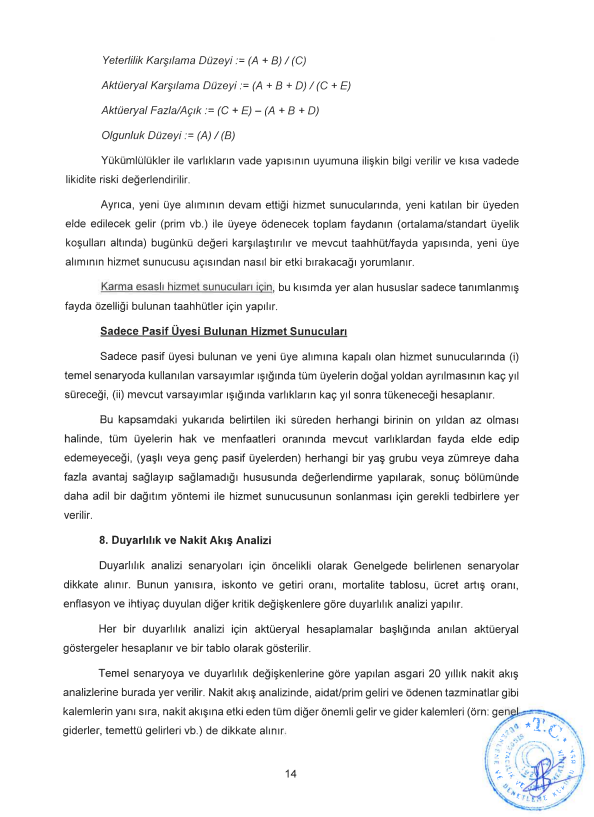 Yeterlilik Karşılama Düzeyi := (A + B) / (C)
Aktüeryal Karşılama Düzeyi := (A + B + D) / (C + E)
Aktüeryal Fazla/Açık := (C + E) – (A + B + D)
Olgunluk Düzeyi := (A) / (B)
Yükümlülükler ile varlıkların vade yapısının uyumuna ilişkin bilgi verilir ve kısa vadede
likidite riski değerlendirilir.
Ayrıca, yeni üye alımının devam ettiği hizmet sunucularında, yeni katılan bir üyeden
elde edilecek gelir (prim vb.) ile üyeye ödenecek toplam faydanın (ortalama/standart üyelik
koşulları altında) bugünkü değeri karşılaştırılır ve mevcut taahhüt/fayda yapısında, yeni üye
alımının hizmet sunucusu açısından nasıl bir etki bırakacağı yorumlanır.
Karma esaslı hizmet sunucuları için, bu kısımda yer alan hususlar sadece tanımlanmış
fayda özelliği bulunan taahhütler için yapılır.
Sadece Pasif Üyesi Bulunan Hizmet Sunucuları
Sadece pasif üyesi bulunan ve yeni üye alımına kapalı olan hizmet sunucularında (i)
temel senaryoda kullanılan varsayımlar ışığında tüm üyelerin doğal yoldan ayrılmasının kaç yıl
süreceği, (ii) mevcut varsayımlar ışığında varlıkların kaç yıl sonra tükeneceği hesaplanır.
Bu kapsamdaki yukarıda belirtilen iki süreden herhangi birinin on yıldan az olması
halinde, tüm üyelerin hak ve menfaatleri oranında mevcut varlıklardan fayda elde edip
edemeyeceği, (yaşlı veya genç pasif üyelerden) herhangi bir yaş grubu veya zümreye daha
fazla avantaj sağlayıp sağlamadığı hususunda değerlendirme yapılarak, sonuç bölümünde
daha adil bir dağıtım yöntemi ile hizmet sunucusunun sonlanması için gerekli tedbirlere yer
verilir.
8. Duyarlılık ve Nakit Akış Analizi
Duyarlılık analizi senaryoları için öncelikli olarak Genelgede belirlenen senaryolar
dikkate alınır. Bunun yanısıra, iskonto ve getiri oranı, mortalite tablosu, ücret artış oranı,
enflasyon ve ihtiyaç duyulan diğer kritik değişkenlere göre duyarlılık analizi yapılır.
Her bir duyarlılık analizi için aktüeryal hesaplamalar başlığında anılan aktüeryal
göstergeler hesaplanır ve bir tablo olarak gösterilir.
Temel senaryoya ve duyarlılık değişkenlerine göre yapılan asgari 20 yıllık nakit akış
analizlerine burada yer verilir. Nakit akış analizinde, aidat/prim geliri ve ödenen tazminatlar gibi
kalemlerin yanı sıra, nakit akışına etki eden tüm diğer önemli gelir ve gider kalemleri (örn: genel
giderler, temettü gelirleri vb.) de dikkate alınır.
T.C.
14